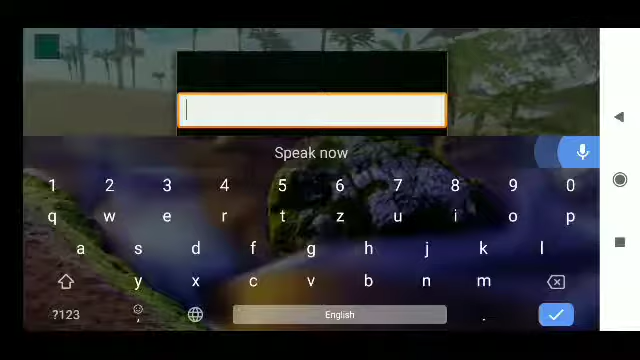 Speak now
1 2 3 4 5 6 7 8 9 0
q w e r t z u i o p
a s d f g h j k l
y x c v b n m
?123 , English .